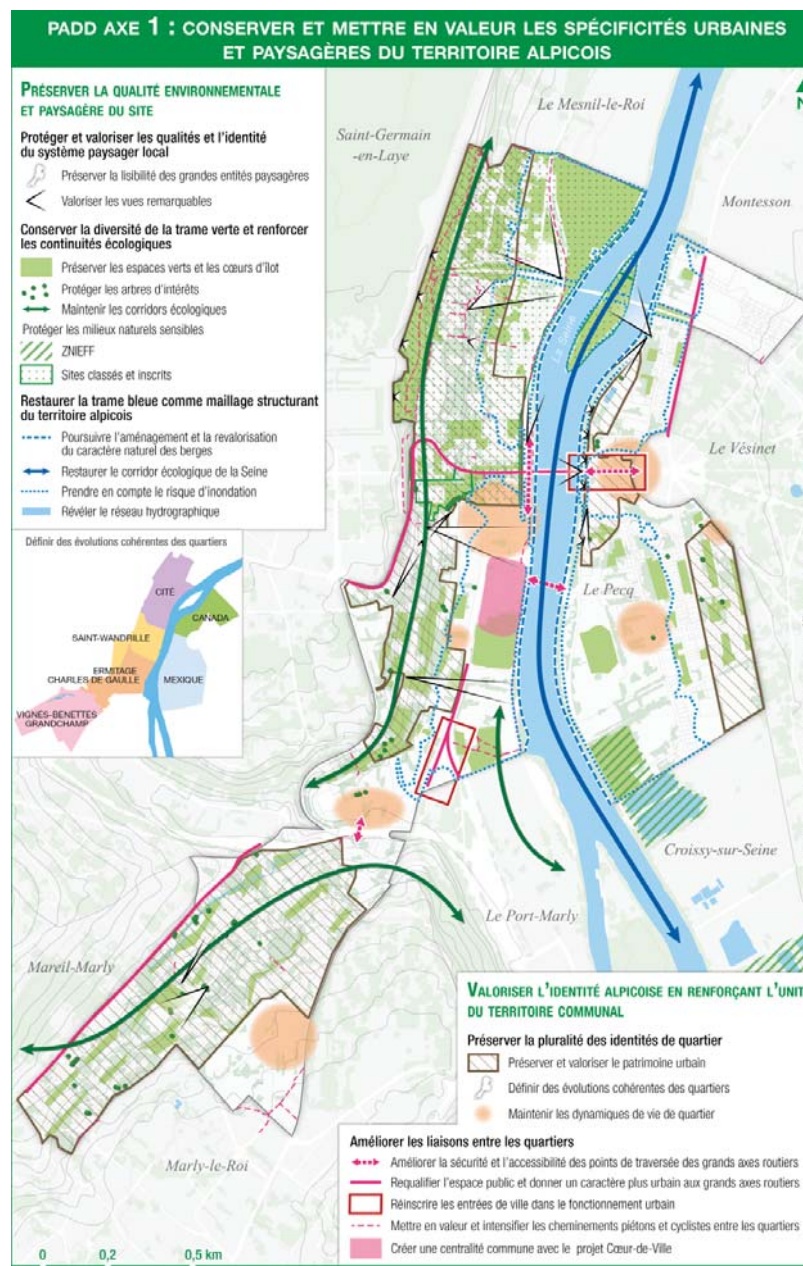 PADD AXE 1 : CONSERVER ET METTRE EN VALEUR LES SPÉCIFICITÉS URBAINES
ET PAYSAGÈRES DU TERRITOIRE ALPICOIS
PRÉSERVER LA QUALITÉ ENVIRONNEMENTALE
ET PAYSAGÈRE DU SITE
Protéger et valoriser les qualités et l'identité
du système paysager local
Préserver la lisibilité des grandes entités paysagères
Valoriser les vues remarquables
Conserver la diversité de la trame verte et renforcer
les continuités écologiques
Préserver les espaces verts et les cœurs d'îlot
Protéger les arbres d'intérêts
Maintenir les corridors écologiques
Protéger les milieux naturels sensibles
ZNIEFF
Sites classés et inscrits
Restaurer la trame bleue comme maillage structurant
du territoire alpicois
Poursuivre l'aménagement et la revalorisation
du caractère naturel des berges
Restaurer le corridor écologique de la Seine
Prendre en compte le risque d'inondation
Révéler le réseau hydrographique
Définir des évolutions cohérentes des quartiers
CITÉ
CANADA
SAINT-WANDRILLE
ERMITAGE
CHARLES DE GAULLE
MEXIQUE
VIGNES-BENETTES
GRANDCHAMP
N
Le Mesnil-le-Roi
Saint-Germain
-en-Laye
Montesson
La Seine
Le Vésinet
Le Pecq
Croissy-sur-Seine
Le Port-Marly
Mareil-Marly
Marly-le-Roi
VALORISER L'IDENTITÉ ALPICOISE EN RENFORÇANT L'UNIT
DU TERRITOIRE COMMUNAL
Préserver la pluralité des identités de quartier
Préserver et valoriser le patrimoine urbain
Définir des évolutions cohérentes des quartiers
Maintenir les dynamiques de vie de quartier
Améliorer les liaisons entre les quartiers
Améliorer la sécurité et l'accessibilité des points de traversée des grands axes routiers
Requalifier l'espace public et donner un caractère plus urbain aux grands axes routiers
Réinscrire les entrées de ville dans le fonctionnement urbain
Mettre en valeur et intensifier les cheminements piétons et cyclistes entre les quartiers
Créer une centralité commune avec le projet Cœur-de-Ville
0 0,2 0,5 km